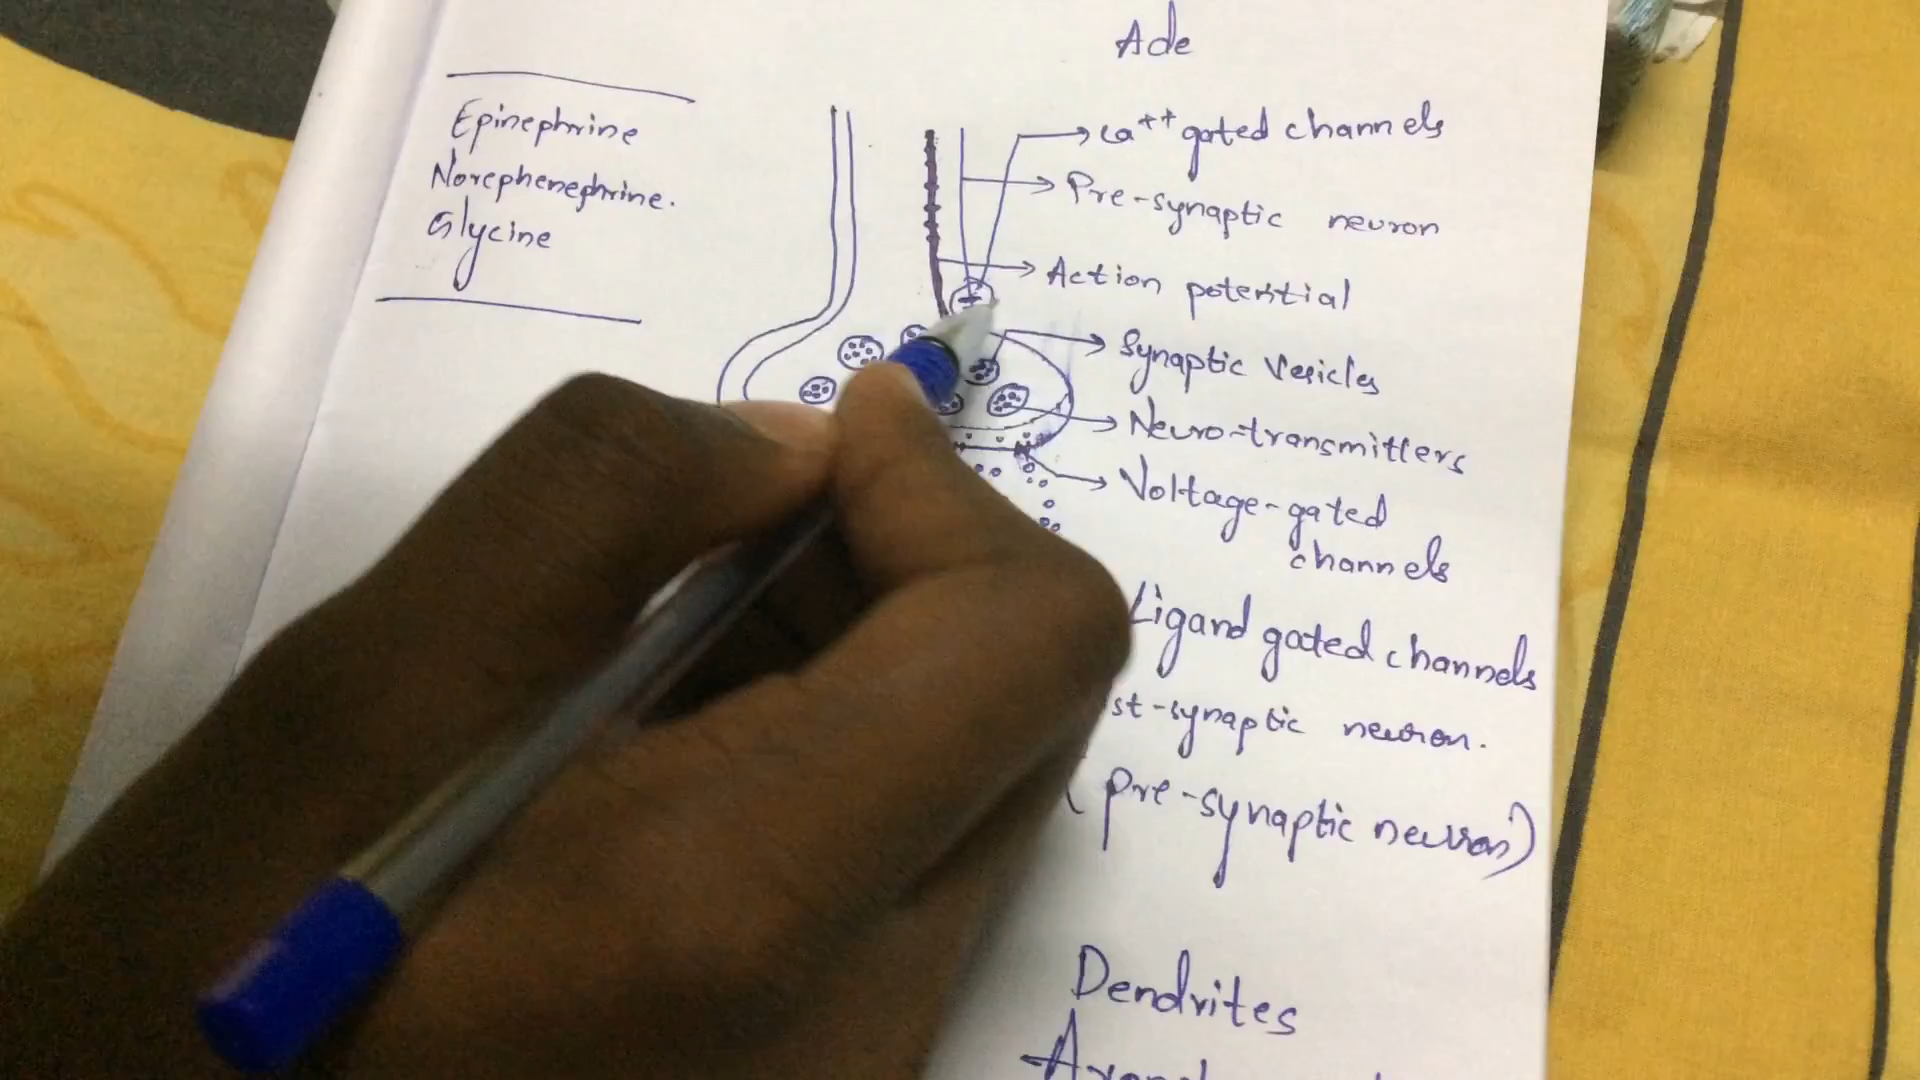 Ade
Epinephrine
Norephenephrine.
Glycine
Ca++ gated channels
Pre-synaptic neuron
Action potential
Synaptic Vesicles
Neuro-transmitters
Voltage-gated
channels
Ligand gated channels
st-synaptic neuron.
(Pre-synaptic neuron)
Dendrites